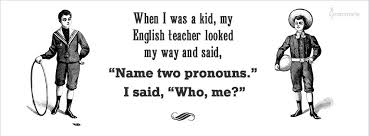 When I was a kid, my
English teacher looked
my way and said,
“Name two pronouns.”
I said, “Who, me?”